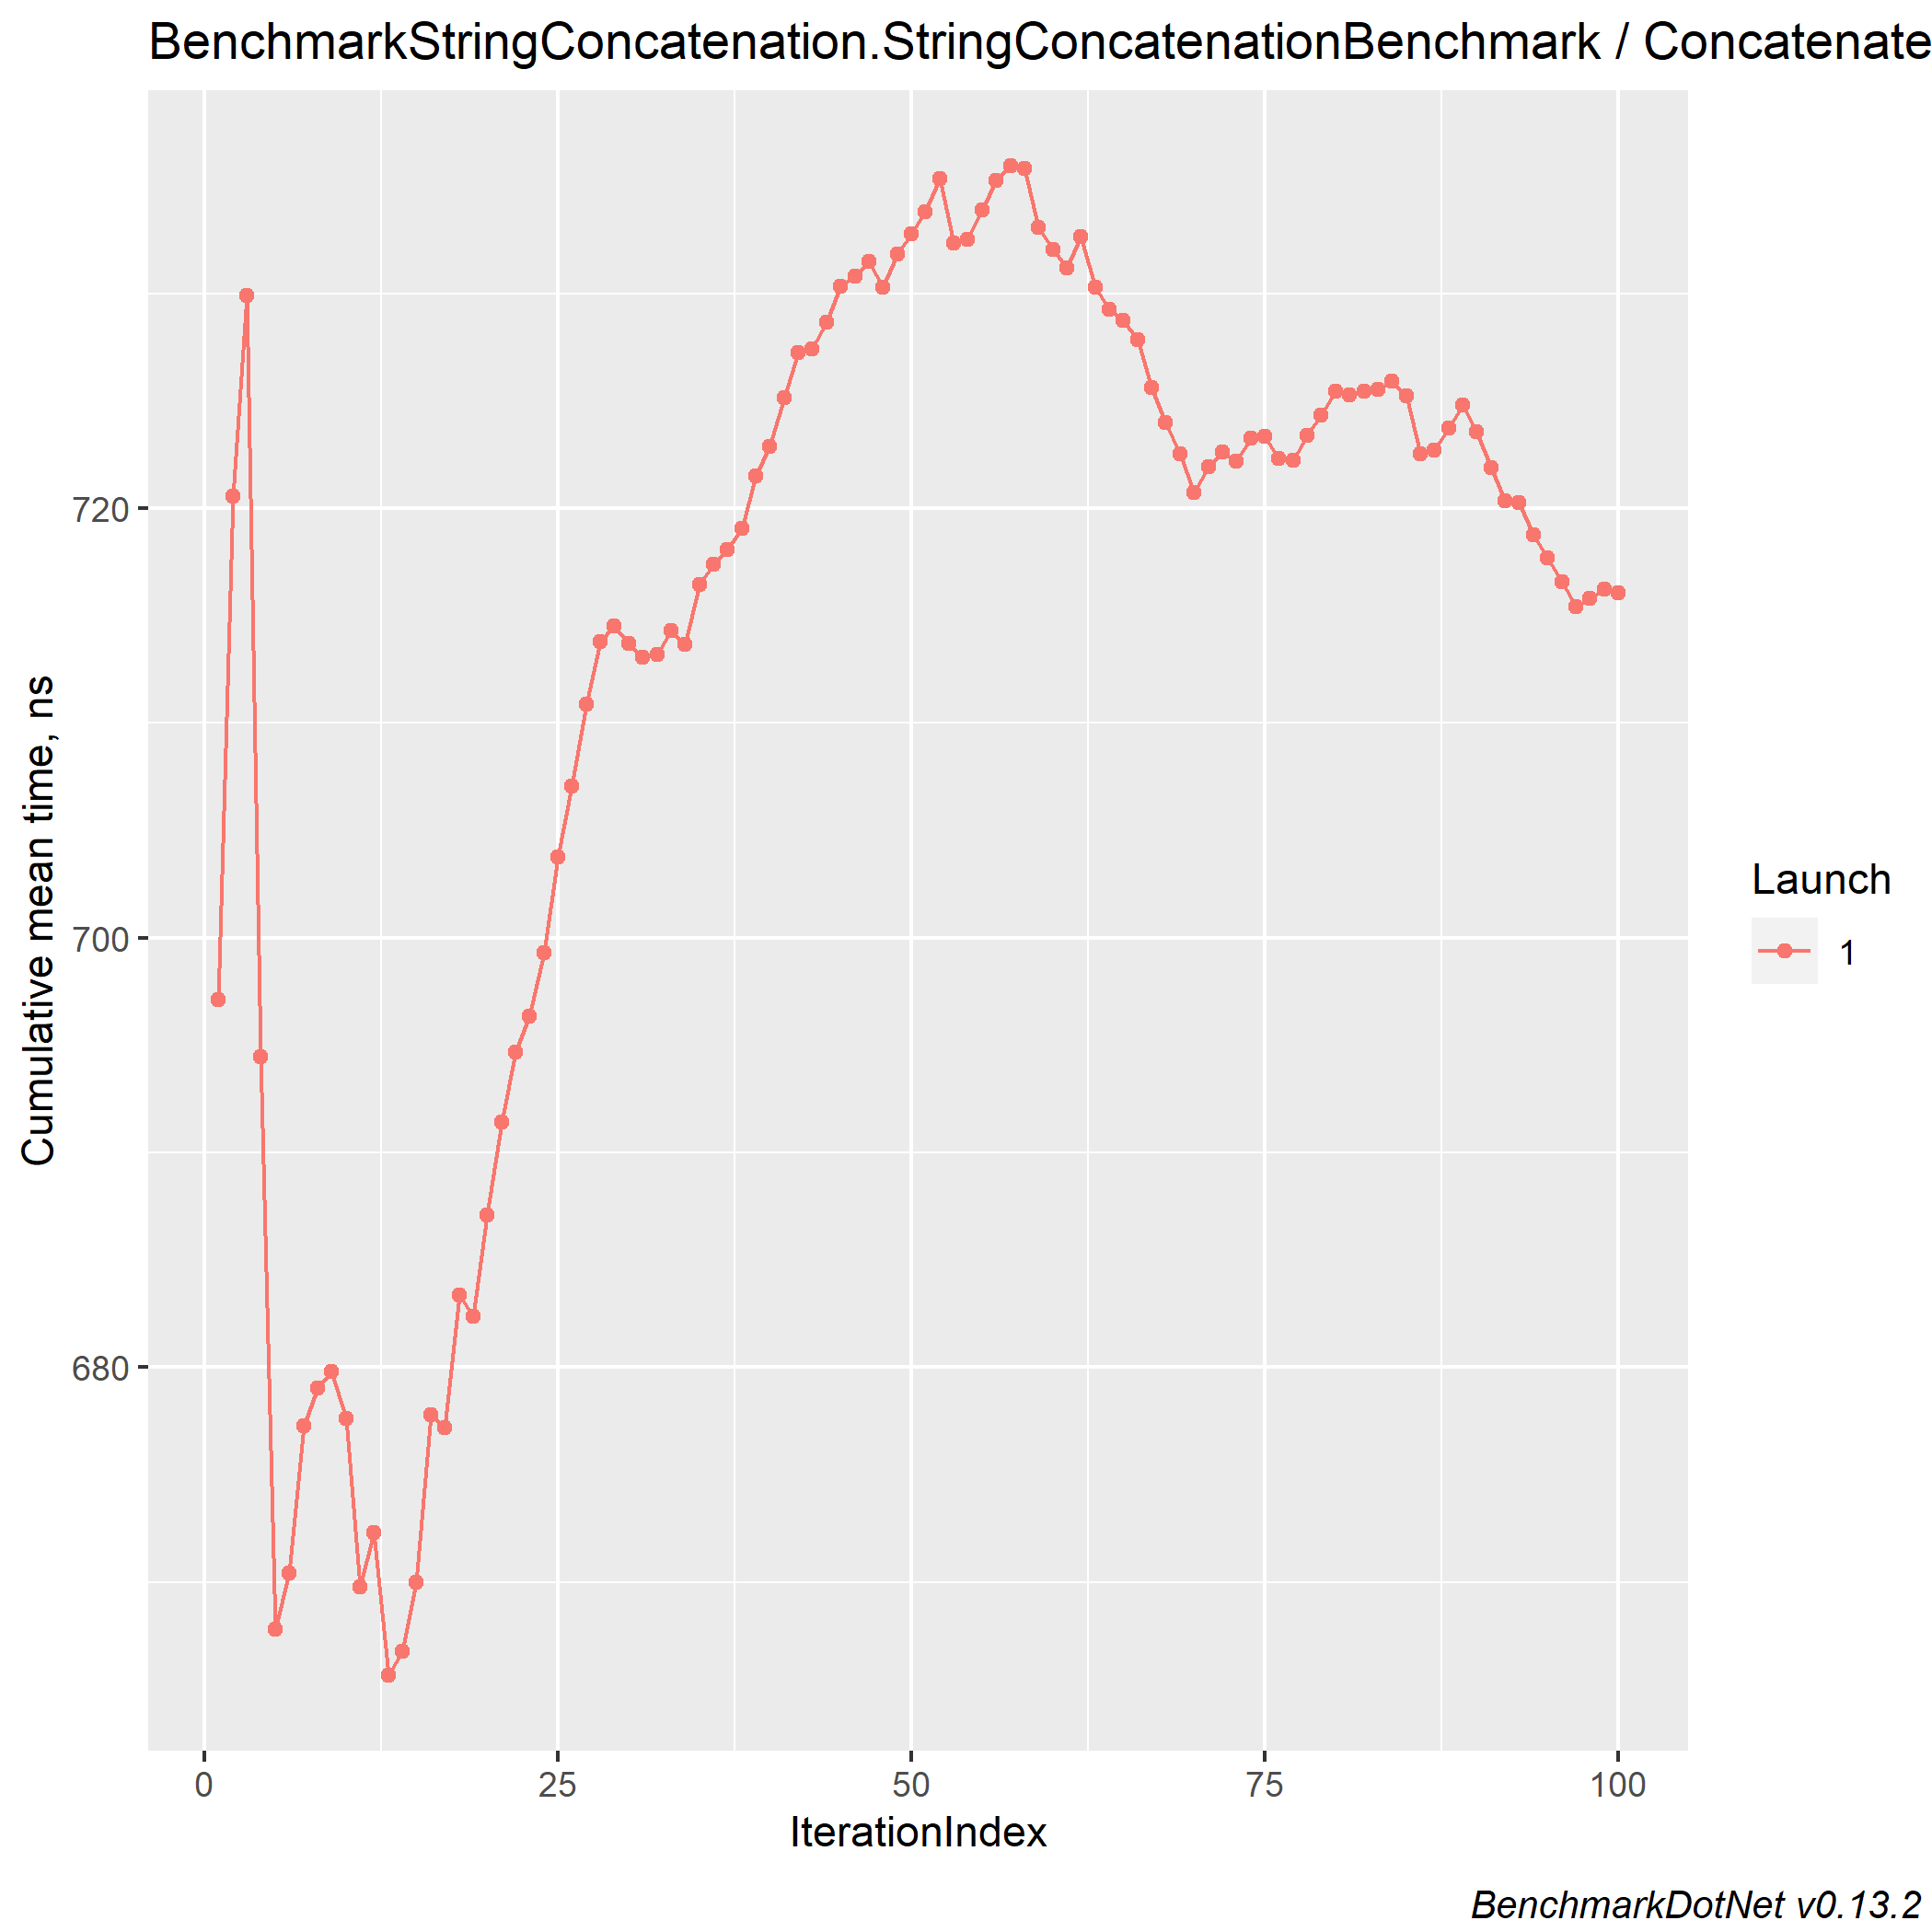 BenchmarkStringConcatenation.StringConcatenationBenchmark / Concatenate
Cumulative mean time, ns
720
700
680
0 25 50 75 100
IterationIndex
Launch
1
BenchmarkDotNet v0.13.2